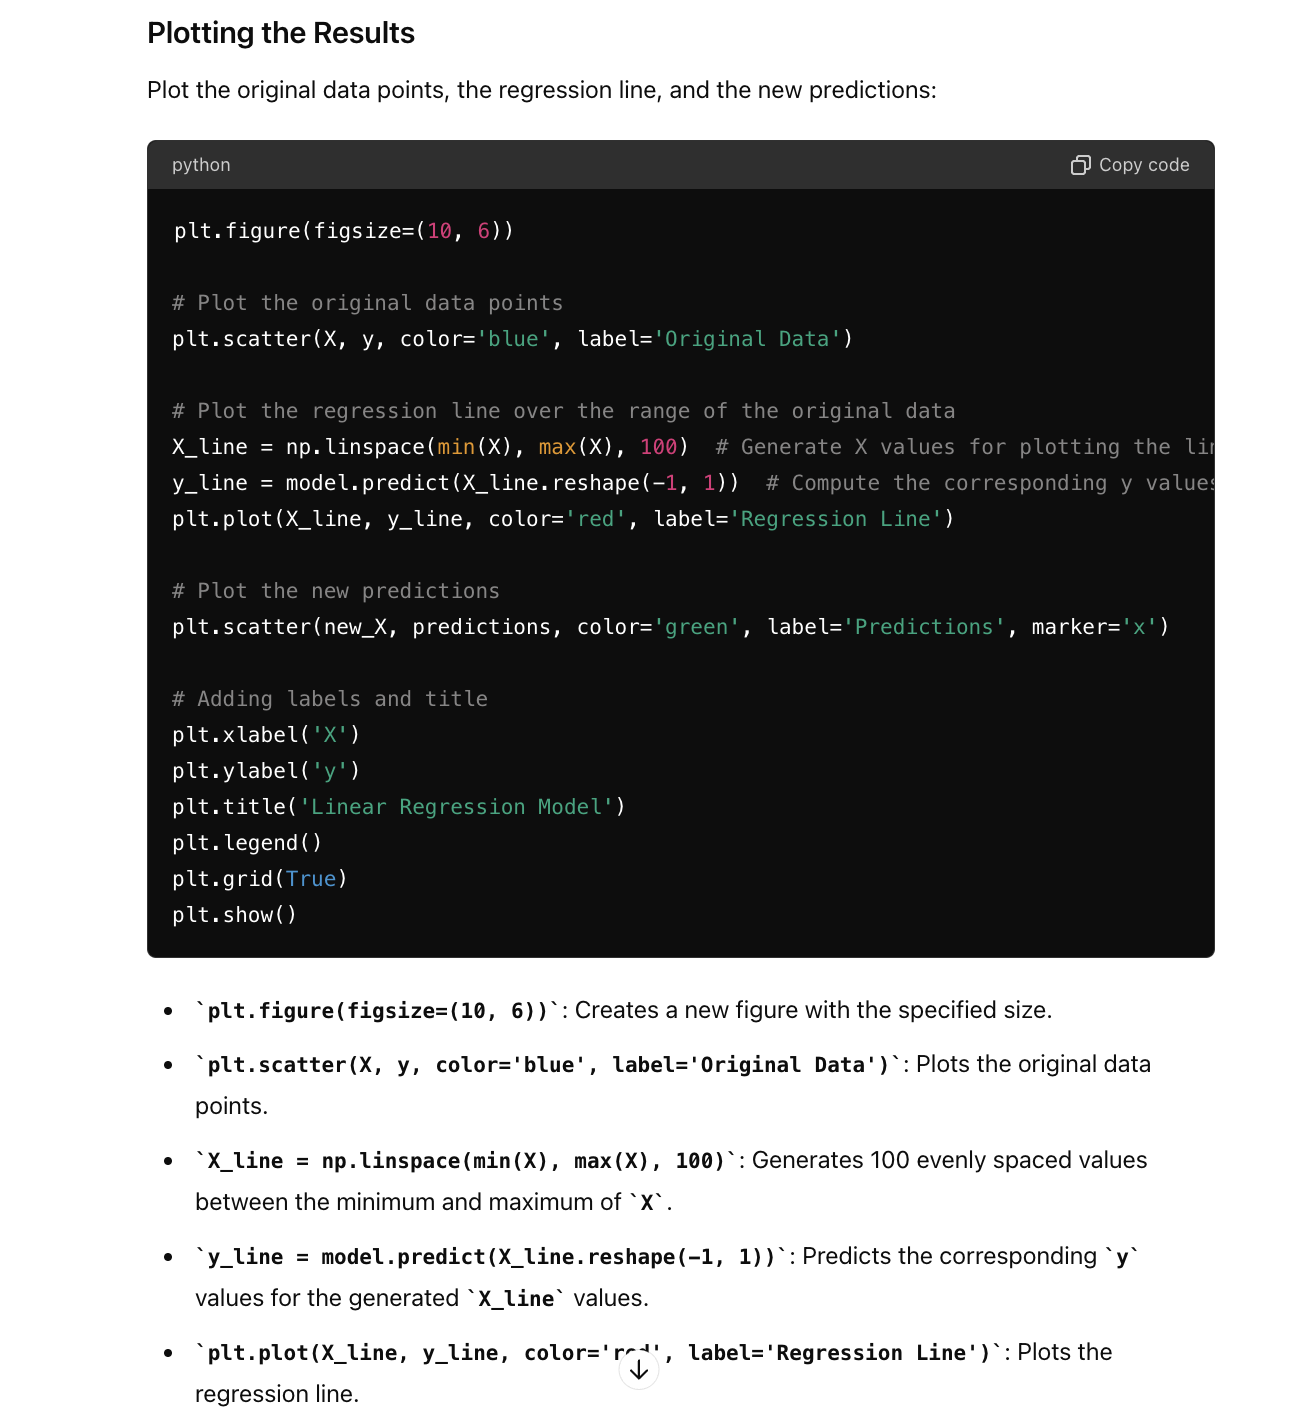 Plotting the Results
Plot the original data points, the regression line, and the new predictions:
python
Copy code
plt.figure(figsize=(10, 6))
# Plot the original data points
plt.scatter(X, y, color='blue', label='Original Data')
# Plot the regression line over the range of the original data
X_line = np.linspace(min(X), max(X), 100)  # Generate X values for plotting the
y_line = model.predict(X_line.reshape(-1, 1))  # Compute the corresponding y values
plt.plot(X_line, y_line, color='red', label='Regression Line')
# Plot the new predictions
plt.scatter(new_X, predictions, color='green', label='Predictions', marker='x')
# Adding labels and title
plt.xlabel('X')
plt.ylabel('y')
plt.title('Linear Regression Model')
plt.legend()
plt.grid(True)
plt.show()
• `plt.figure(figsize=(10, 6))`: Creates a new figure with the specified size.
• `plt.scatter(X, y, color='blue', label='Original Data')`: Plots the original data
points.
• `X_line = np.linspace(min(X), max(X), 100)`: Generates 100 evenly spaced values
between the minimum and maximum of `X`.
• `y_line = model.predict(X_line.reshape(-1, 1))`: Predicts the corresponding `y`
values for the generated `X_line` values.
• `plt.plot(X_line, y_line, color='red', label='Regression Line')`: Plots the
regression line.